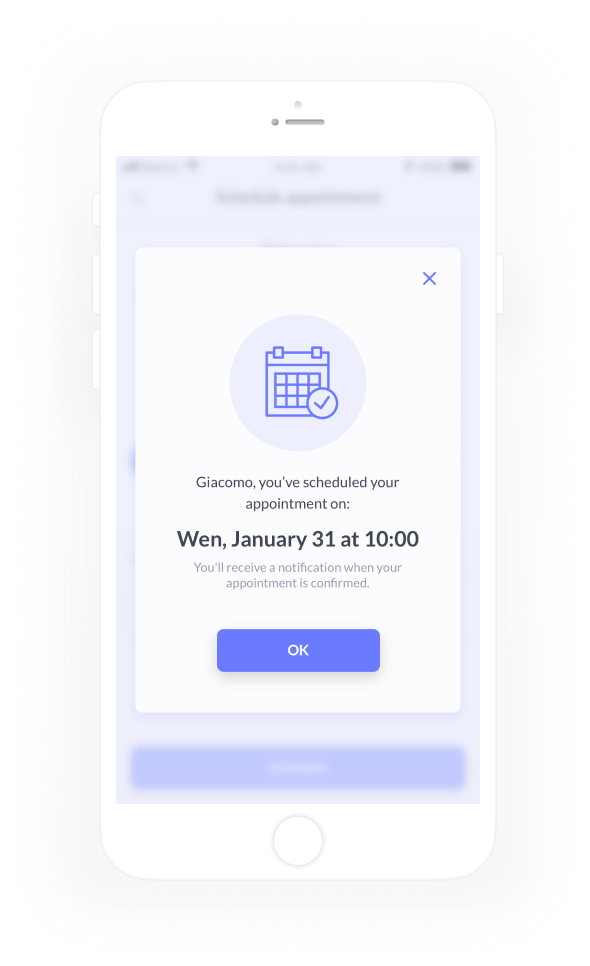 Schedule appointment
Giacomo, you've scheduled your
appointment on:
Wen, January 31 at 10:00
You'll receive a notification when your
appointment is confirmed.
OK
Schedule